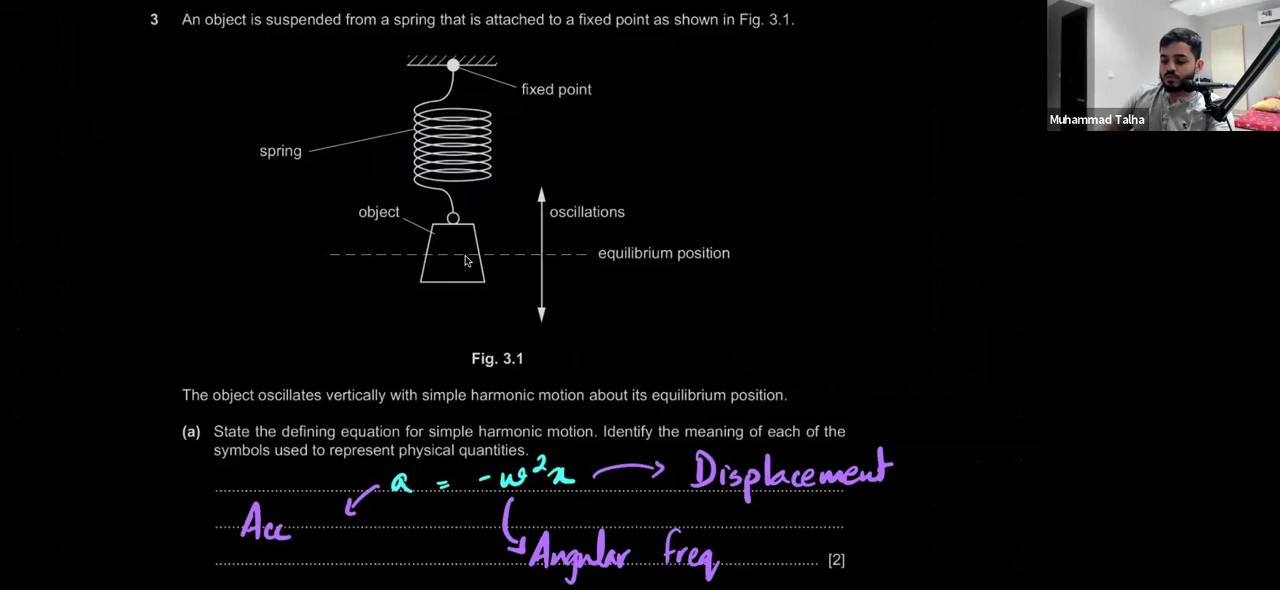 3 An object is suspended from a spring that is attached to a fixed point as shown in Fig. 3.1.
fixed point
Muhammad Talha
spring
object
oscillations
equilibrium position
Fig. 3.1
The object oscillates vertically with simple harmonic motion about its equilibrium position.
(a) State the defining equation for simple harmonic motion. Identify the meaning of each of the
symbols used to represent physical quantities.
a = -ω²x → Displacement
Acc
Angular freq
[2]